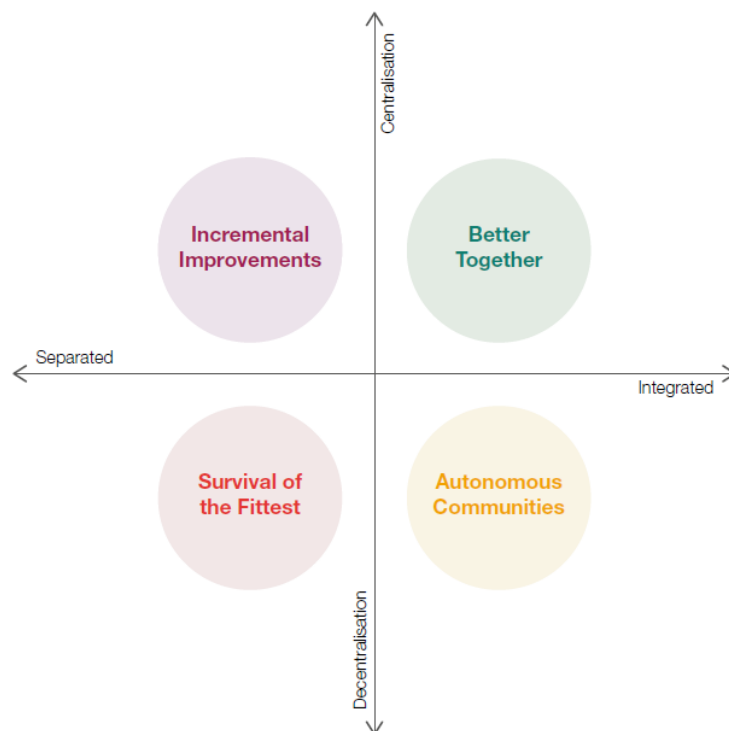 Centralisation
Incremental
Improvements
Better
Together
Separated
Integrated
Survival of
the Fittest
Autonomous
Communities
Decentralisation